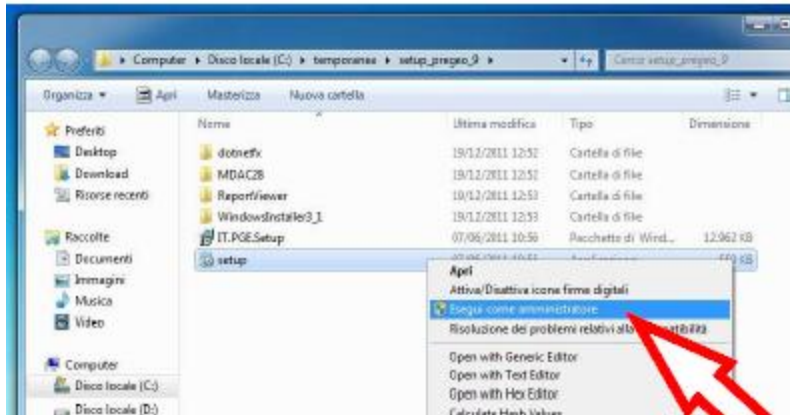 Computer ▸ Disco locale (C:) ▸ temporanea ▸ setup_pregeo_9 ▸
Cerca setup_pregeo_9
Organizza Apri Masterizza Nuova cartella
Preferiti
Desktop
Download
Risorse recenti
Raccolte
Documenti
Immagini
Musica
Video
Computer
Disco locale (C:)
Disco locale (D:)
Nome Ultima modifica Tipo Dimensione
dotnetfx 19/12/2011 12:52 Cartella di file
MDAC28 19/12/2011 12:52 Cartella di file
ReportViewer 19/12/2011 12:53 Cartella di file
WindowsInstaller3_1 19/12/2011 12:53 Cartella di file
IT.PGE.Setup 07/06/2011 10:56 Pacchetto di Wind... 12.962 KB
setup
Apri
Attiva/Disattiva icone firme digitali
Esegui come amministratore
Risoluzione dei problemi relativi alla
Open with Generic Editor
Open with Text Editor
Open with Hex Editor
Calculate Hash Values